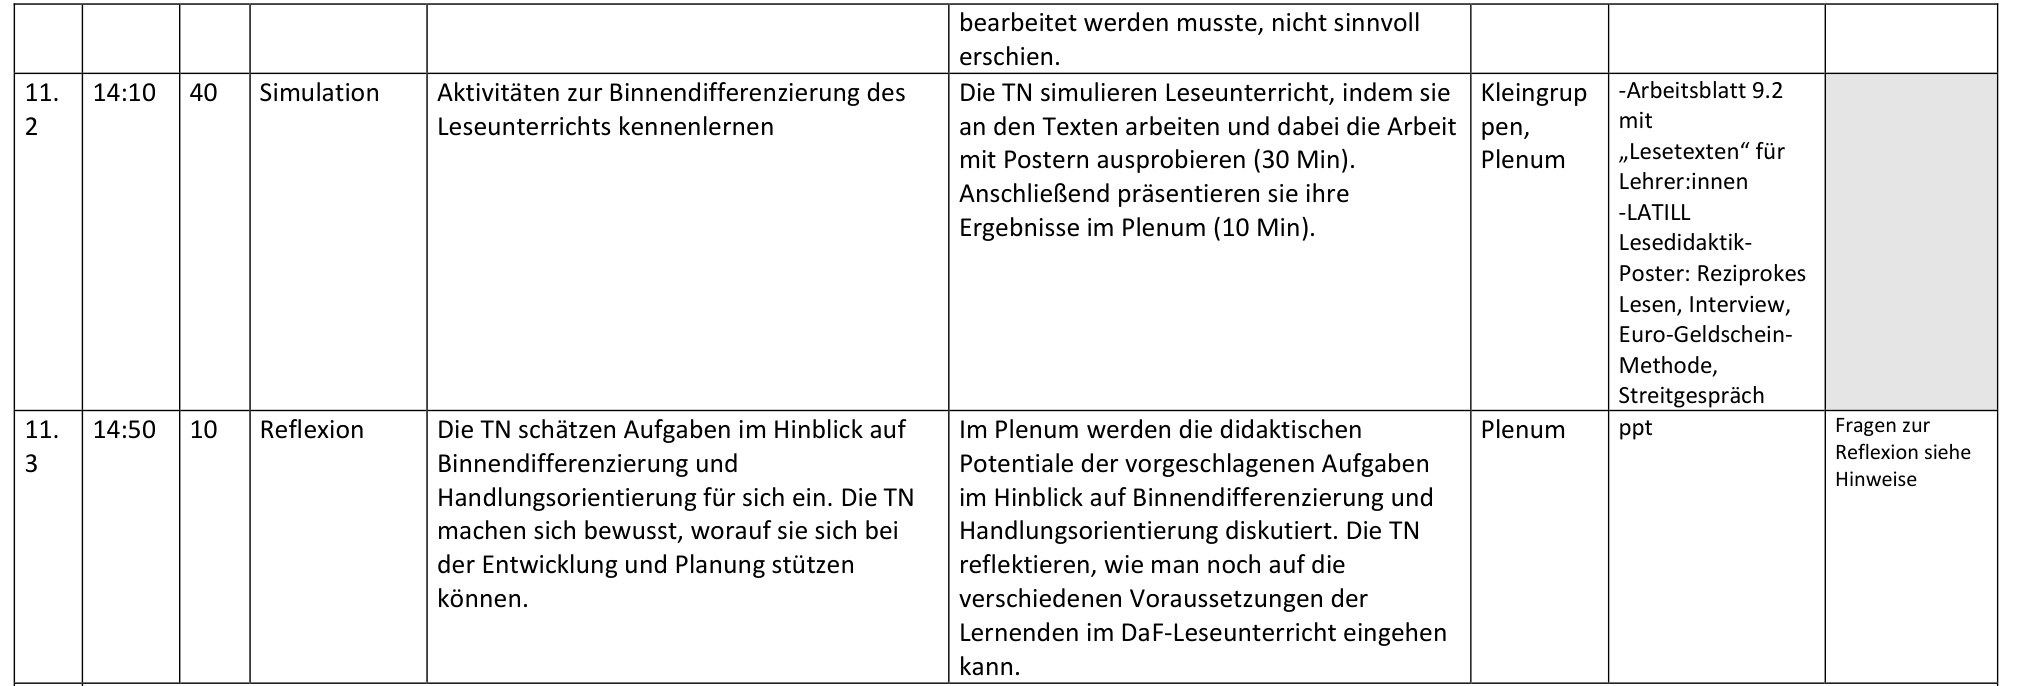 bearbeitet werden musste, nicht sinnvoll
erschien.
11.
2
14:10
40
Simulation
Aktivitäten zur Binnendifferenzierung des
Leseunterrichts kennenlernen
Die TN simulieren Leseunterricht, indem sie
an den Texten arbeiten und dabei die Arbeit
mit Postern ausprobieren (30 Min).
Anschließend präsentieren sie ihre
Ergebnisse im Plenum (10 Min).
Kleingrup
pen,
Plenum
-Arbeitsblatt 9.2
mit
„Lesetexten“ für
Lehrer:innen
-LATILL
Lesedidaktik-
Poster: Reziprokes
Lesen, Interview,
Euro-Geldschein-
Methode,
Streitgespräch
11.
3
14:50
10
Reflexion
Die TN schätzen Aufgaben im Hinblick auf
Binnendifferenzierung und
Handlungsorientierung für sich ein. Die TN
machen sich bewusst, worauf sie sich bei
der Entwicklung und Planung stützen
können.
Im Plenum werden die didaktischen
Potentiale der vorgeschlagenen Aufgaben
im Hinblick auf Binnendifferenzierung und
Handlungsorientierung diskutiert. Die TN
reflektieren, wie man noch auf die
verschiedenen Voraussetzungen der
Lernenden im DaF-Leseunterricht eingehen
kann.
Plenum
ppt
Fragen zur
Reflexion siehe
Hinweise